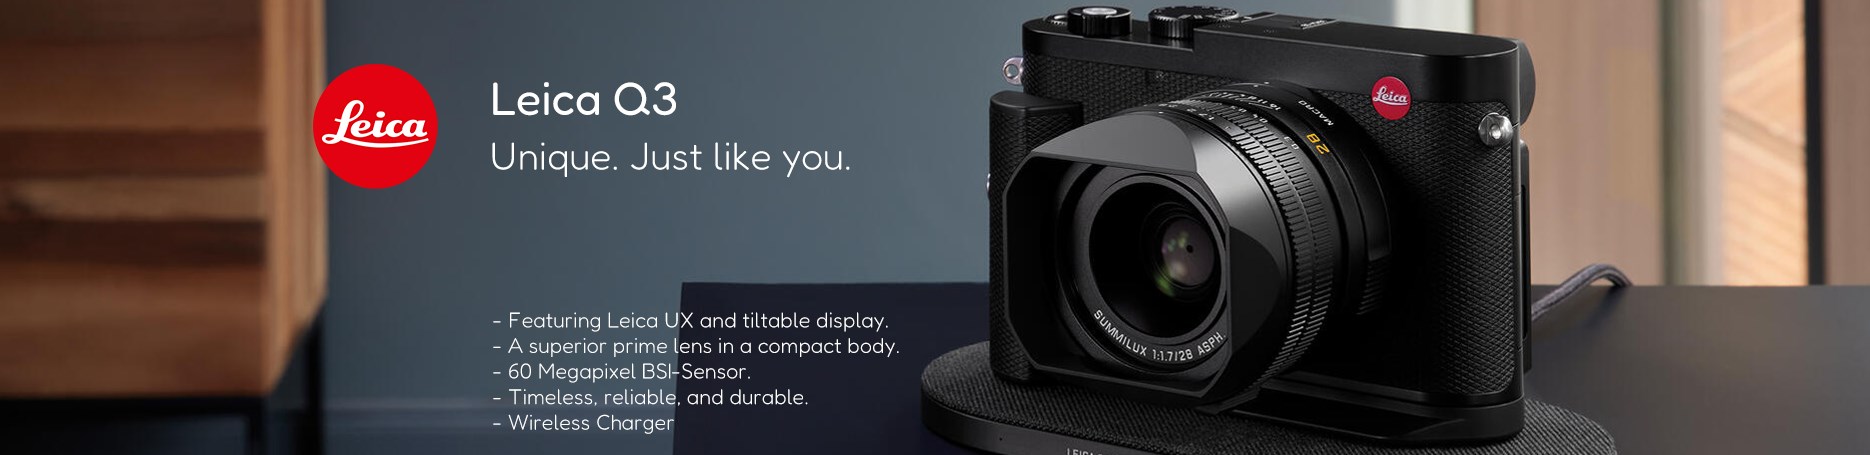 Leica
Leica Q3
Unique. Just like you.
- Featuring Leica UX and tiltable display.
- A superior prime lens in a compact body.
- 60 Megapixel BSI-Sensor.
- Timeless, reliable, and durable.
- Wireless Charger
Leica
MACRO
28
SUMMILUX 1:1.7/28 ASPH.